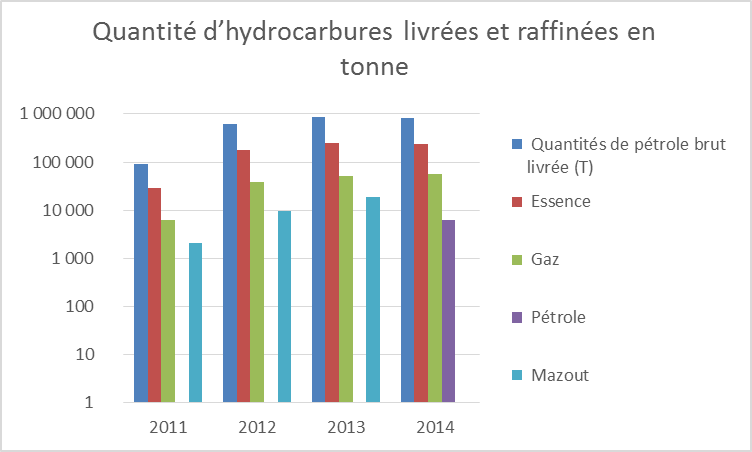 Quantité d’hydrocarbures livrées et raffinées en
tonne
1 000 000
100 000
10 000
1 000
100
10
1
2011
2012
2013
2014
Quantités de pétrole brut
livrée (T)
Essence
Gaz
Pétrole
Mazout